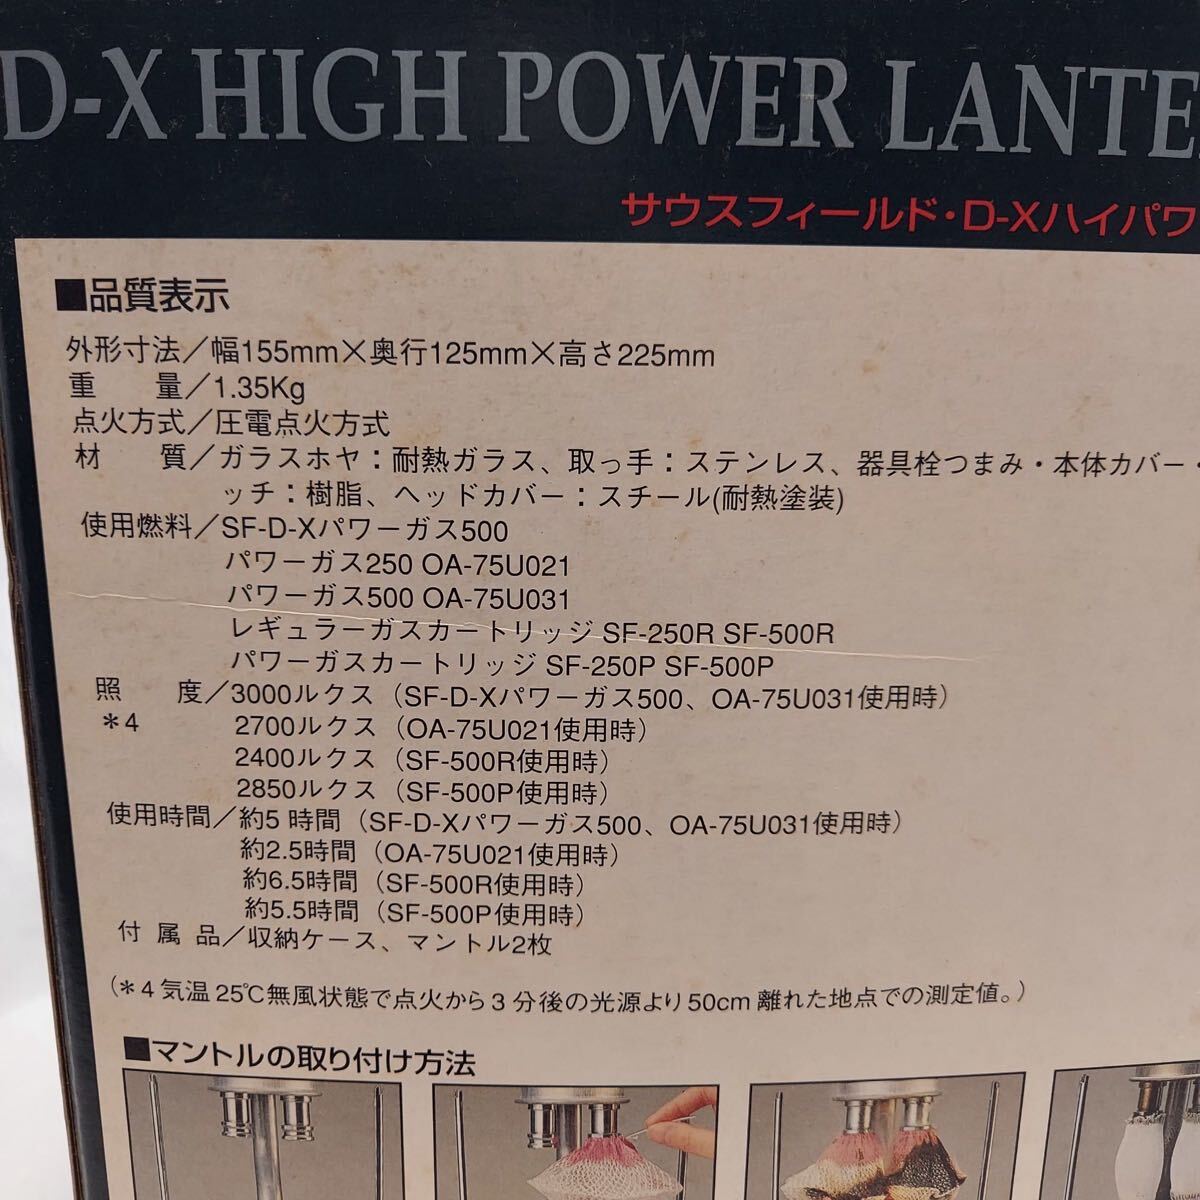 D-X HIGH POWER LANTE
サウスフィールド・D-Xハイパワ
■品質表示
外形寸法／幅155mm×奥行125mm×高さ225mm
重　量／1.35Kg
点火方式／圧電点火方式
材　質／ガラスホヤ：耐熱ガラス、取っ手：ステンレス、器具栓つまみ・本体カバー・
ッチ：樹脂、ヘッドカバー：スチール(耐熱塗装)
使用燃料／SF-D-Xパワーガス500
パワーガス250 OA-75U021
パワーガス500 OA-75U031
レギュラーガスカートリッジ SF-250R SF-500R
パワーガスカートリッジ SF-250P SF-500P
照　度／3000ルクス（SF-D-Xパワーガス500、OA-75U031使用時）
＊4　2700ルクス（OA-75U021使用時）
2400ルクス（SF-500R使用時）
2850ルクス（SF-500P使用時）
使用時間／約5 時間（SF-D-Xパワーガス500、OA-75U031使用時）
約2.5時間（OA-75U021使用時）
約6.5時間（SF-500R使用時）
約5.5時間（SF-500P使用時）
付 属 品／収納ケース、マントル2枚
（＊4 気温 25℃無風状態で点火から 3 分後の光源より 50cm 離れた地点での測定値。）
■マントルの取り付け方法